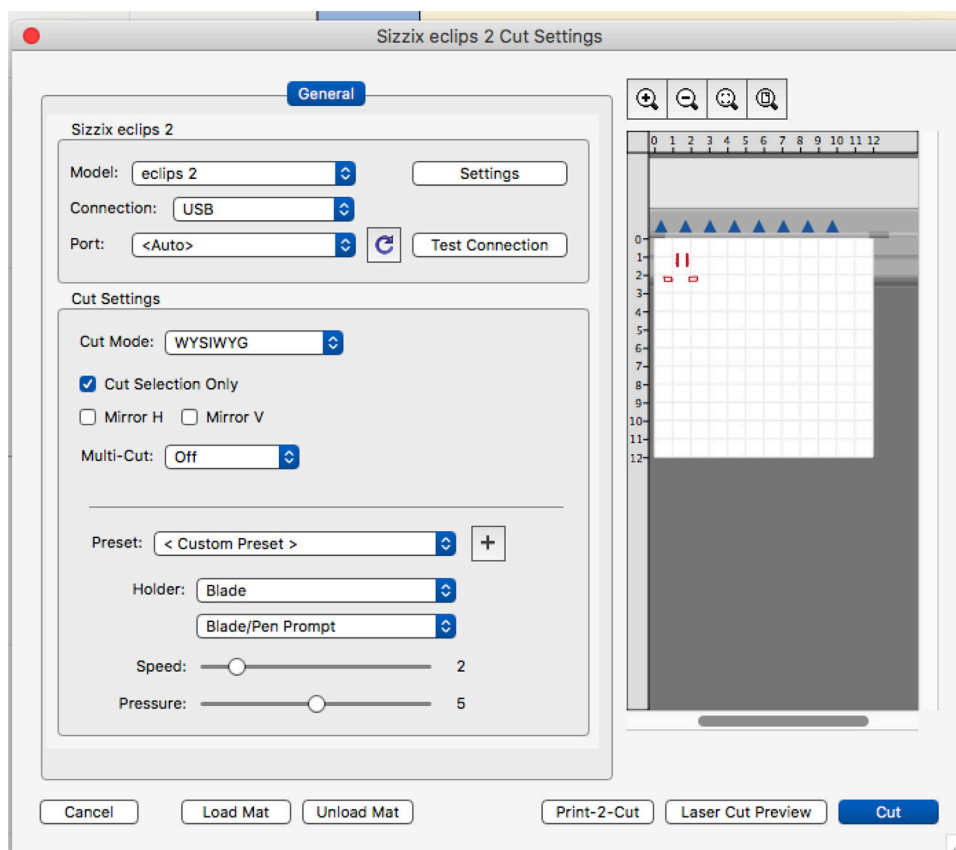 Sizzix eclips 2 Cut Settings
General
Sizzix eclips 2
Model: eclips 2 Settings
Connection: USB
Port: <Auto> Test Connection
Cut Settings
Cut Mode: WYSIWYG
Cut Selection Only
Mirror H Mirror V
Multi-Cut: Off
Preset: < Custom Preset > +
Holder: Blade
Blade/Pen Prompt
Speed: 2
Pressure: 5
0 1 2 3 4 5 6 7 8 9 10 11 12
0
1
2
3
4
5
6
7
8
9
10
11
12
Cancel Load Mat Unload Mat Print-2-Cut Laser Cut Preview Cut